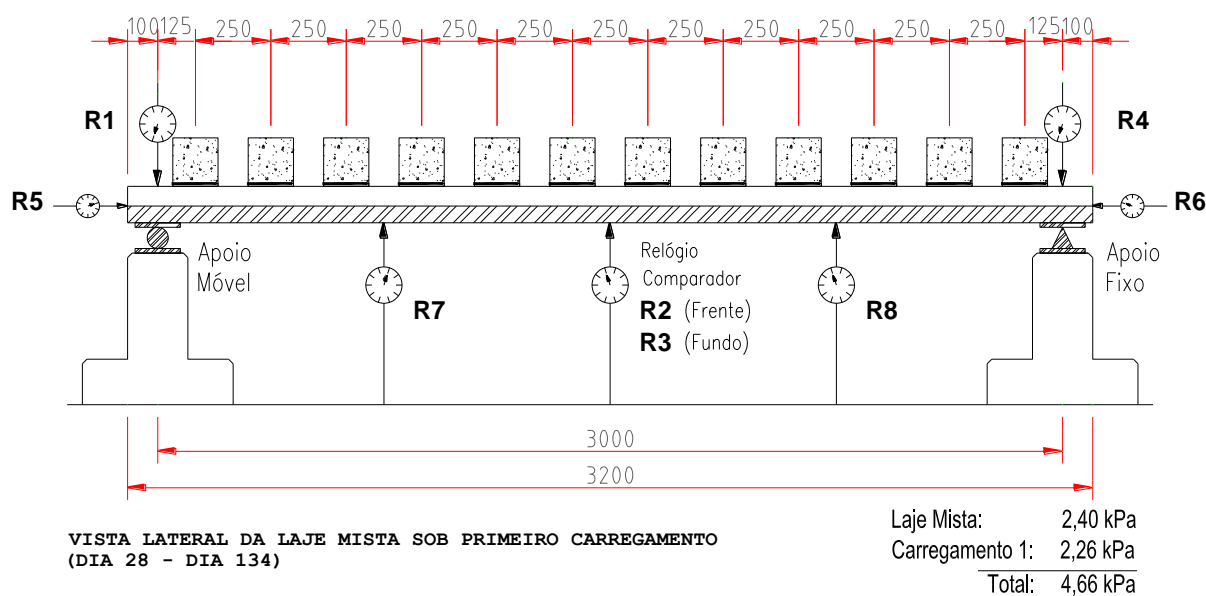 100 125 250 250 250 250 250 250 250 250 250 250 250 125 100
R1
R4
R5
R6
Apoio
Móvel
R7
Relógio
Comparador
R2 (Frente)
R3 (Fundo)
R8
Apoio
Fixo
3000
3200
VISTA LATERAL DA LAJE MISTA SOB PRIMEIRO CARREGAMENTO
(DIA 28 - DIA 134)
Laje Mista: 2,40 kPa
Carregamento 1: 2,26 kPa
Total: 4,66 kPa